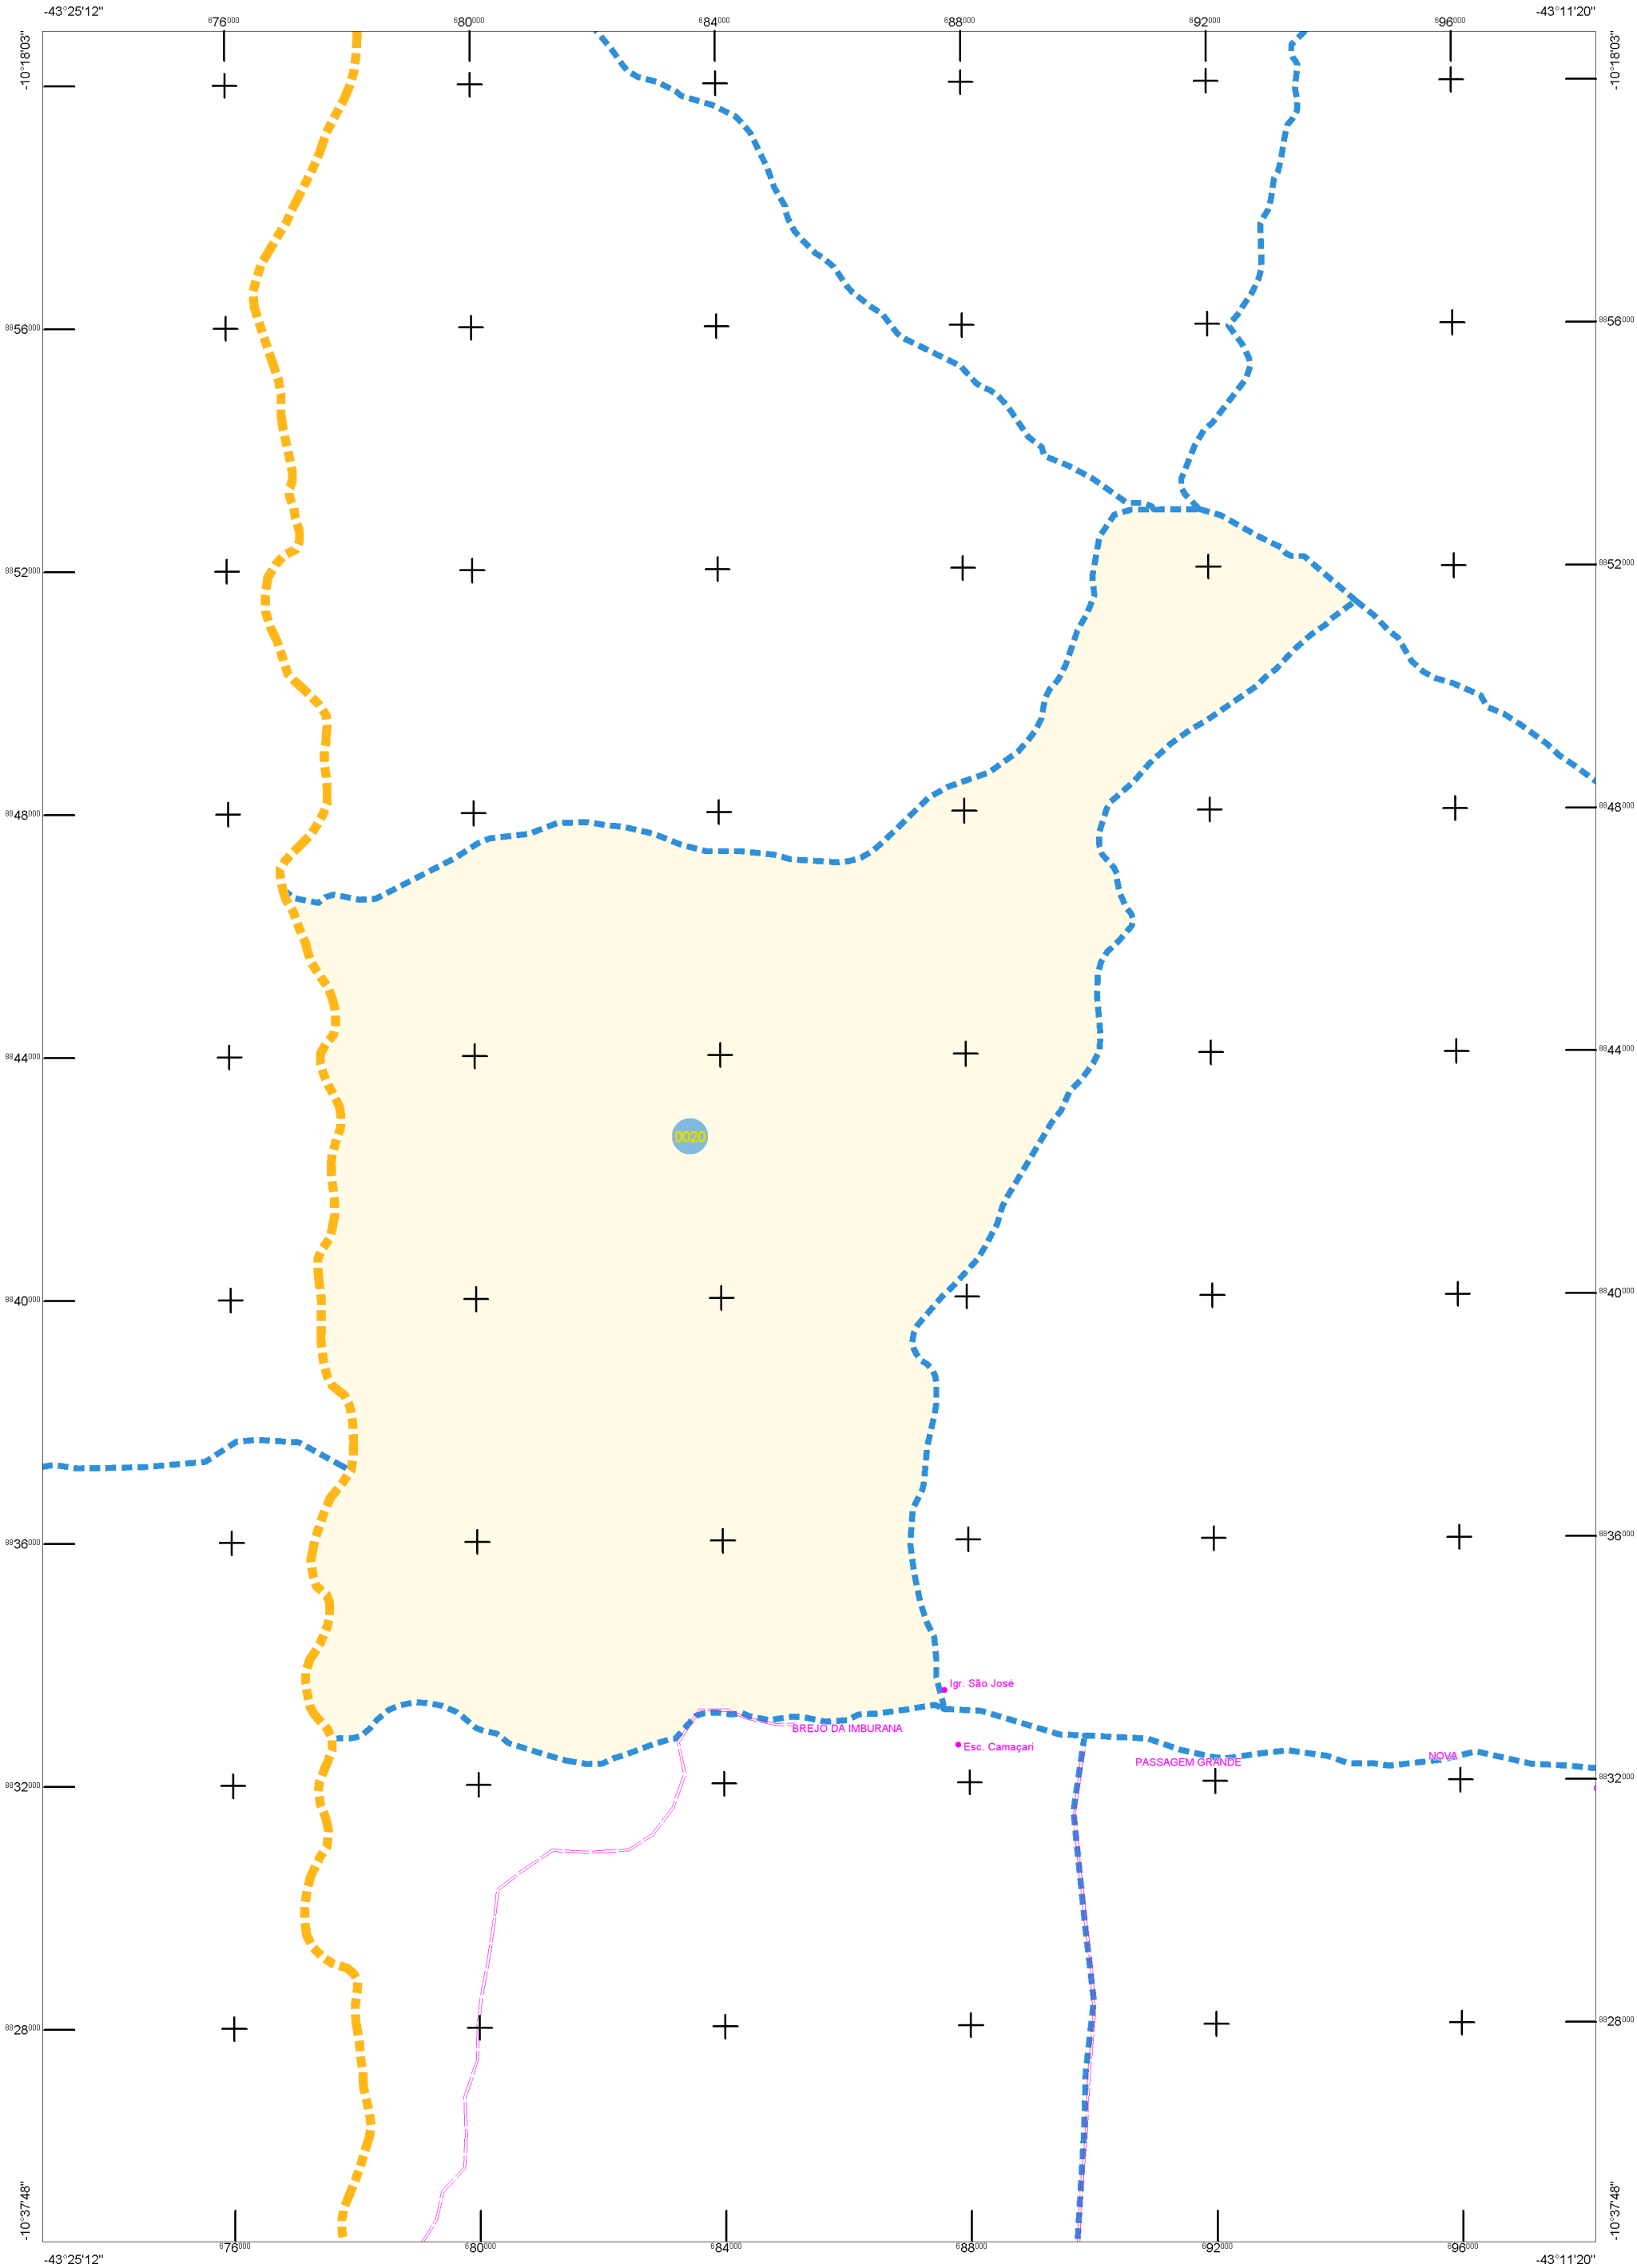 -43°25'12" -43°11'20"
676000 680000 684000 688000 692000 696000
-10°18'03" -10°18'03"
8856000 8856000
8852000 8852000
8848000 8848000
8844000 8844000
0020
8840000 8840000
8836000 8836000
Igr. São José
BREJO DA IMBURANA
Esc. Camaçari
NOVA
PASSAGEM GRANDE
8832000 8832000
8828000 8828000
-10°37'48" -10°37'48"
676000 680000 684000 688000 692000 696000
-43°25'12" -43°11'20"